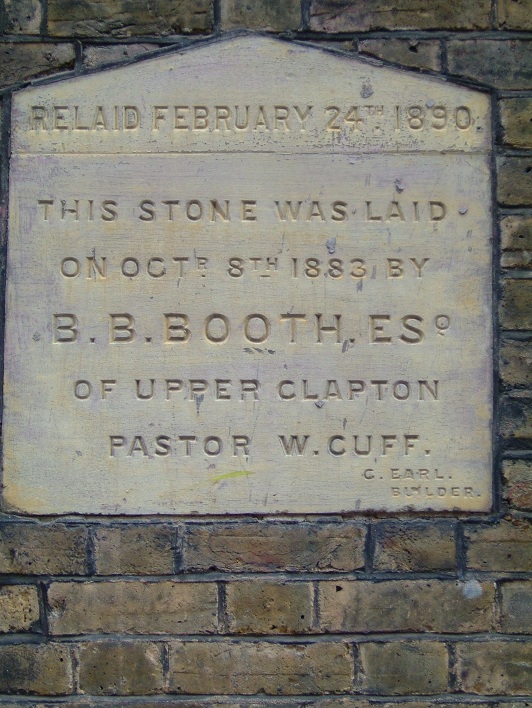 RELAID FEBRUARY 24TH 1890.
THIS STONE WAS LAID
ON OCTR 8TH 1883, BY
B. B. BOOTH, ESQ
OF UPPER CLAPTON
PASTOR W. CUFF.
C. EARL.
BUILDER.